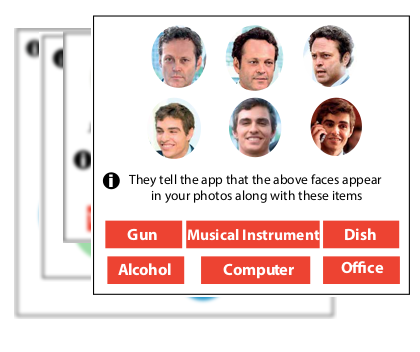 They tell the app that the above faces appear
in your photos along with these items
Gun
Musical Instrument
Dish
Alcohol
Computer
Office